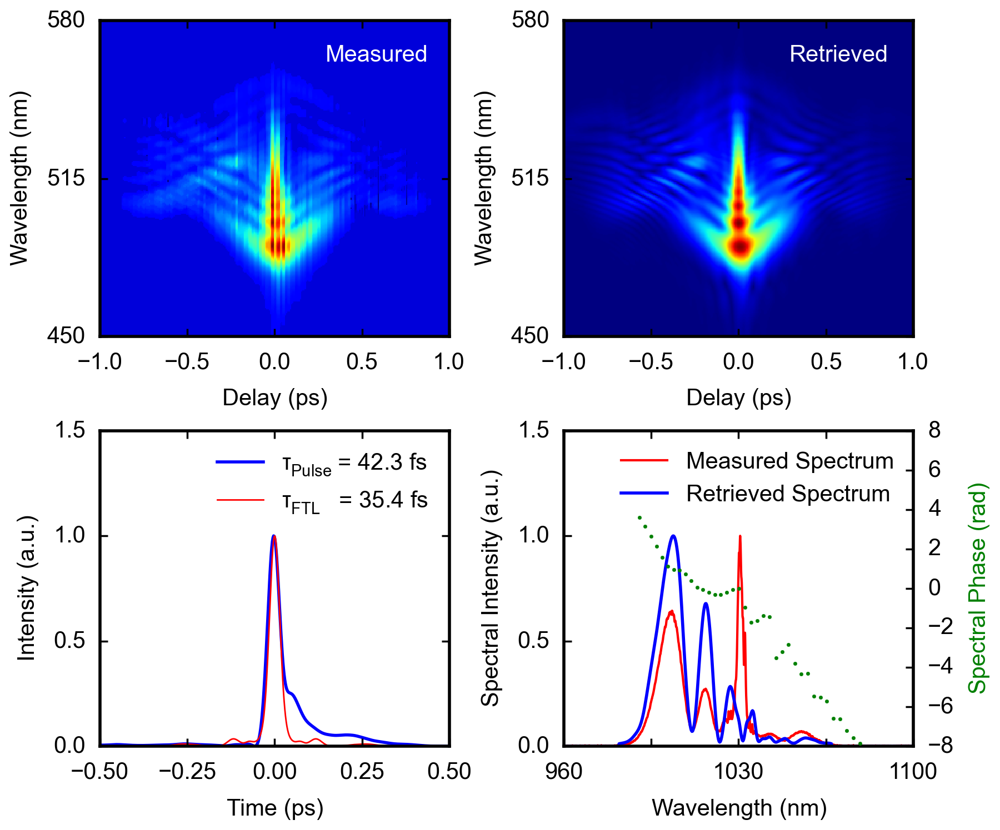 580
515
450
Wavelength (nm)
Measured
−1.0
−0.5
0.0
0.5
1.0
Delay (ps)
580
515
450
Wavelength (nm)
Retrieved
−1.0
−0.5
0.0
0.5
1.0
Delay (ps)
1.5
1.0
0.5
0.0
Intensity (a.u.)
τPulse = 42.3 fs
τFTL = 35.4 fs
−0.50
−0.25
0.00
0.25
0.50
Time (ps)
1.5
1.0
0.5
0.0
Spectral Intensity (a.u.)
Measured Spectrum
Retrieved Spectrum
8
6
4
2
0
−2
−4
−6
−8
Spectral Phase (rad)
960
1030
1100
Wavelength (nm)